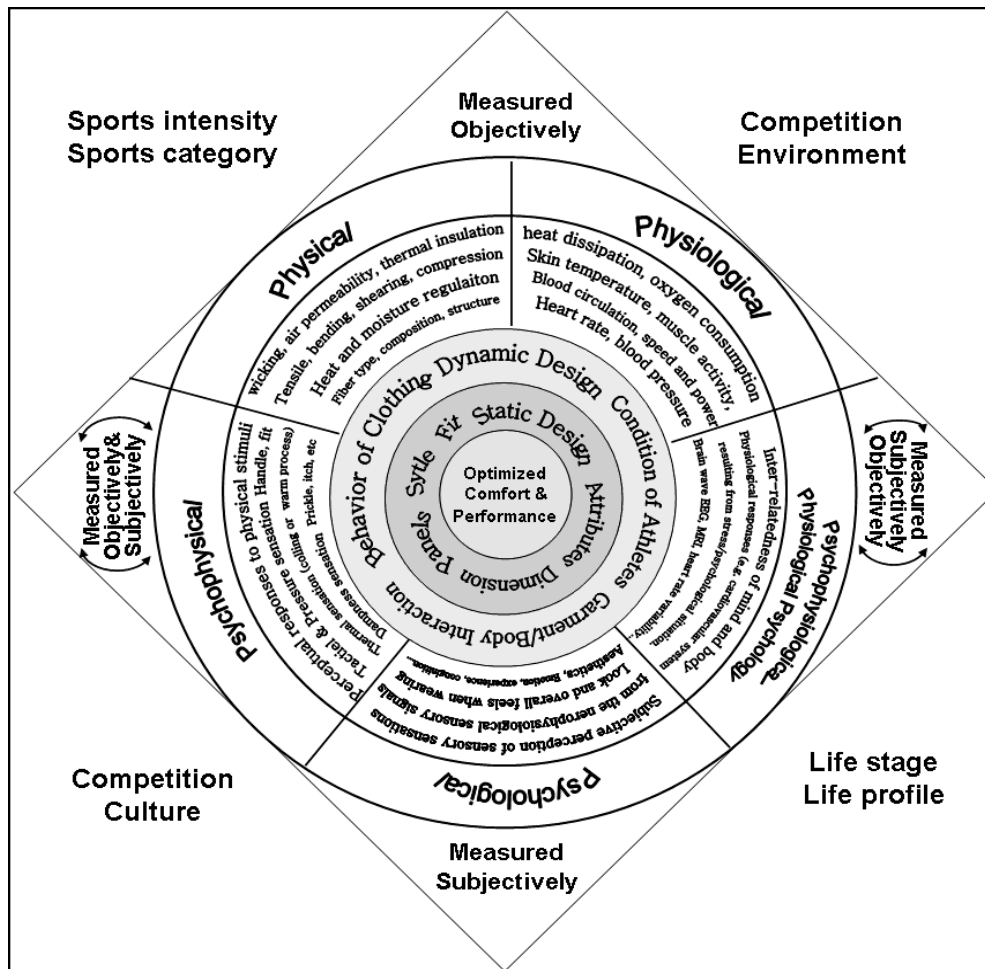 Sports intensity
Sports category
Measured
Objectively
Competition
Environment
Physical
wicking, air permeability, thermal insulation
Tensile, bending, shearing, compression
Heat and moisture regulaiton
Fiber type, composition, structure
Physiological
heat dissipation, oxygen consumption
Skin temperature, muscle activity,
Blood circulation, speed and power
Heart rate, blood pressure
Measured
Objectively&
Subjectively
Psychophysical
Perceptual responses to physical stimuli
Tactiel & Pressure sensation Handle, fit
Thermal sensation (colling or warm process)
Dampness sensation Prickle, itch, etc
Behavior of Clothing Dynamic Design Condition of Athletes Garment/Body Interaction
Sytle Fit Static Design Attributes Dimension Panels
Optimized
Comfort &
Performance
Psychophysiological
Physiological Psychology
Inter-relatedness of mind and body
Physiological responses (e.g. cardiovascular system
resulting from stress/psychological situation.
Brain wave EEG, MRI, heart rate variability..
Measured
Subjectively
Objectively
Aesthetics, Emotion, experience, congnition...
Look and overall feels when wearing
from the nerophysiological sensory signals
Subjective perception of sensory sensations
Psychological
Competition
Culture
Measured
Subjectively
Life stage
Life profile